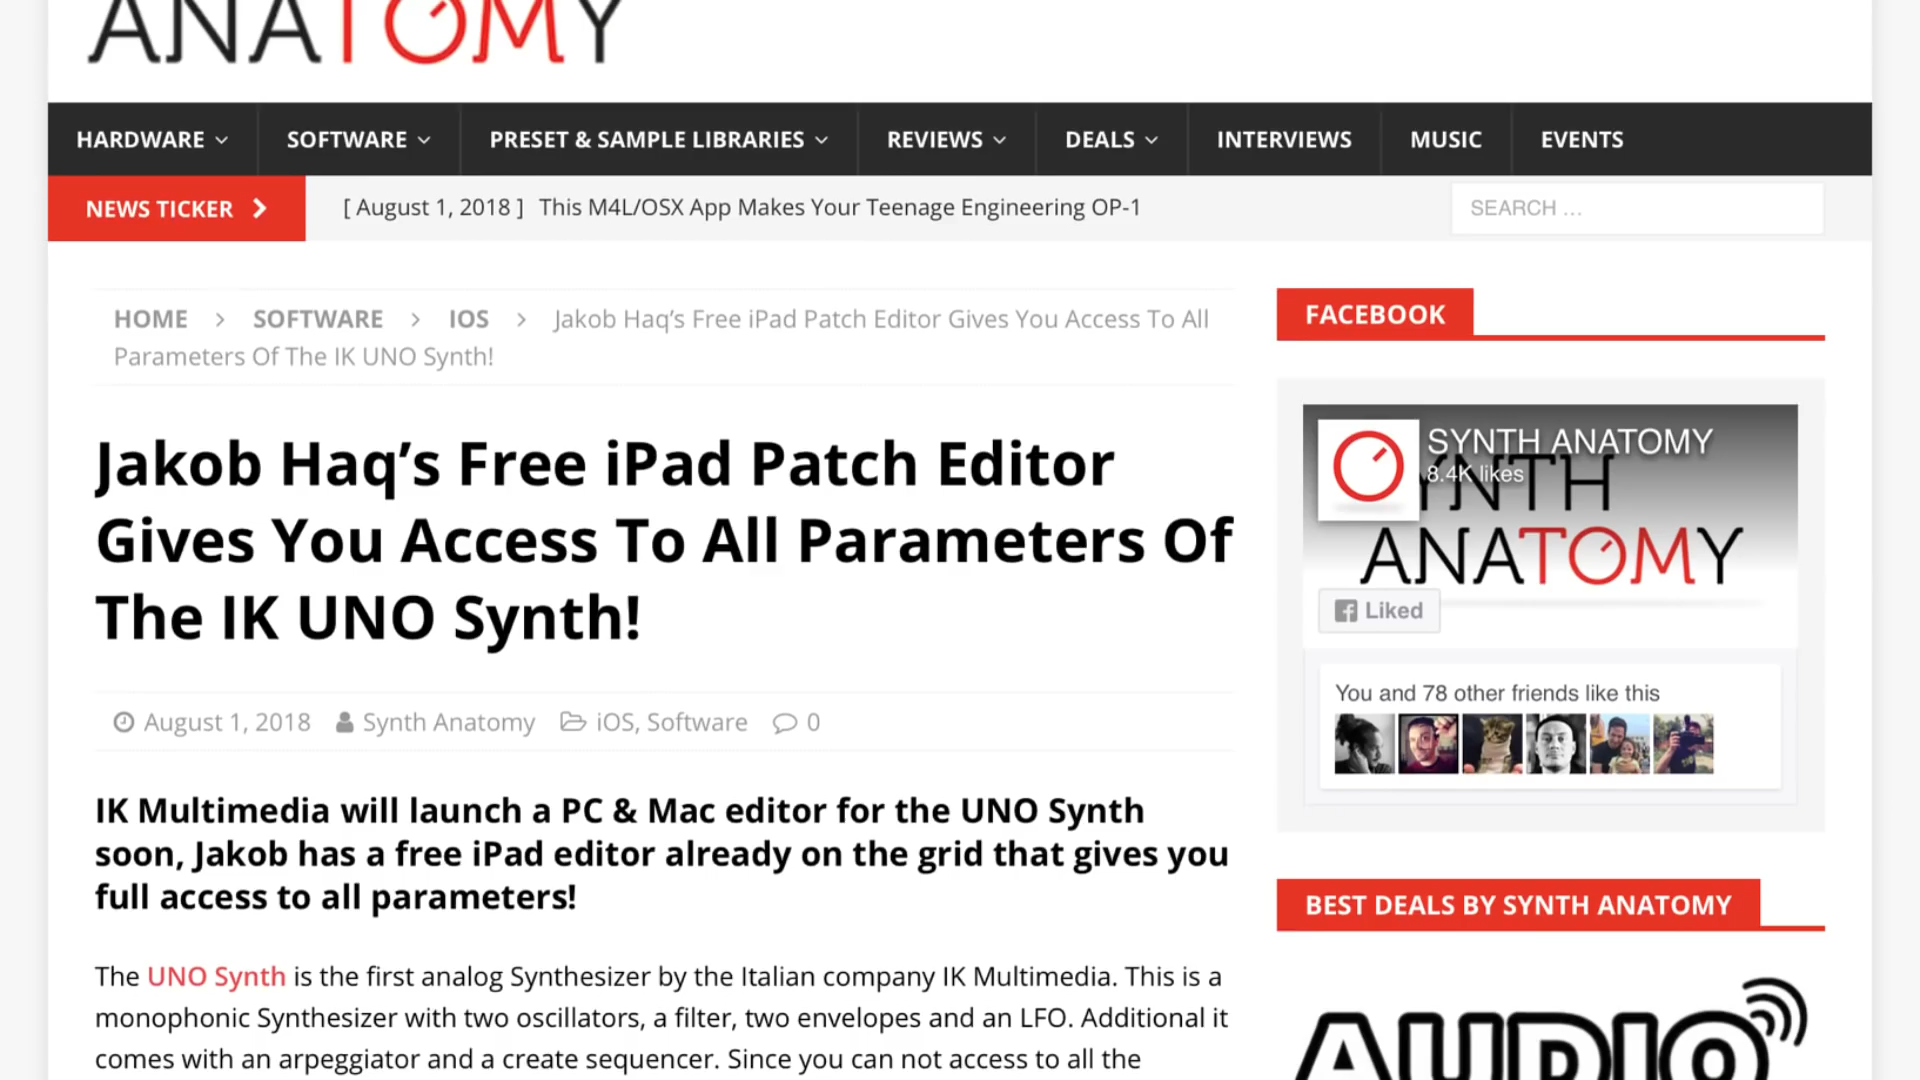 ANATOMY
HARDWARE SOFTWARE PRESET & SAMPLE LIBRARIES REVIEWS DEALS INTERVIEWS MUSIC EVENTS
NEWS TICKER [ August 1, 2018 ] This M4L/OSX App Makes Your Teenage Engineering OP-1 SEARCH ...
HOME > SOFTWARE > IOS > Jakob Haq’s Free iPad Patch Editor Gives You Access To All
Parameters Of The IK UNO Synth!
Jakob Haq’s Free iPad Patch Editor
Gives You Access To All Parameters Of
The IK UNO Synth!
August 1, 2018 Synth Anatomy iOS, Software 0
IK Multimedia will launch a PC & Mac editor for the UNO Synth
soon, Jakob has a free iPad editor already on the grid that gives you
full access to all parameters!
The UNO Synth is the first analog Synthesizer by the Italian company IK Multimedia. This is a
monophonic Synthesizer with two oscillators, a filter, two envelopes and an LFO. Additional it
comes with an arpeggiator and a create sequencer. Since you can not access to all the
FACEBOOK
SYNTH ANATOMY
8.4K likes
YNTH
ANATOMY
Liked
You and 78 other friends like this
BEST DEALS BY SYNTH ANATOMY
AUDIO